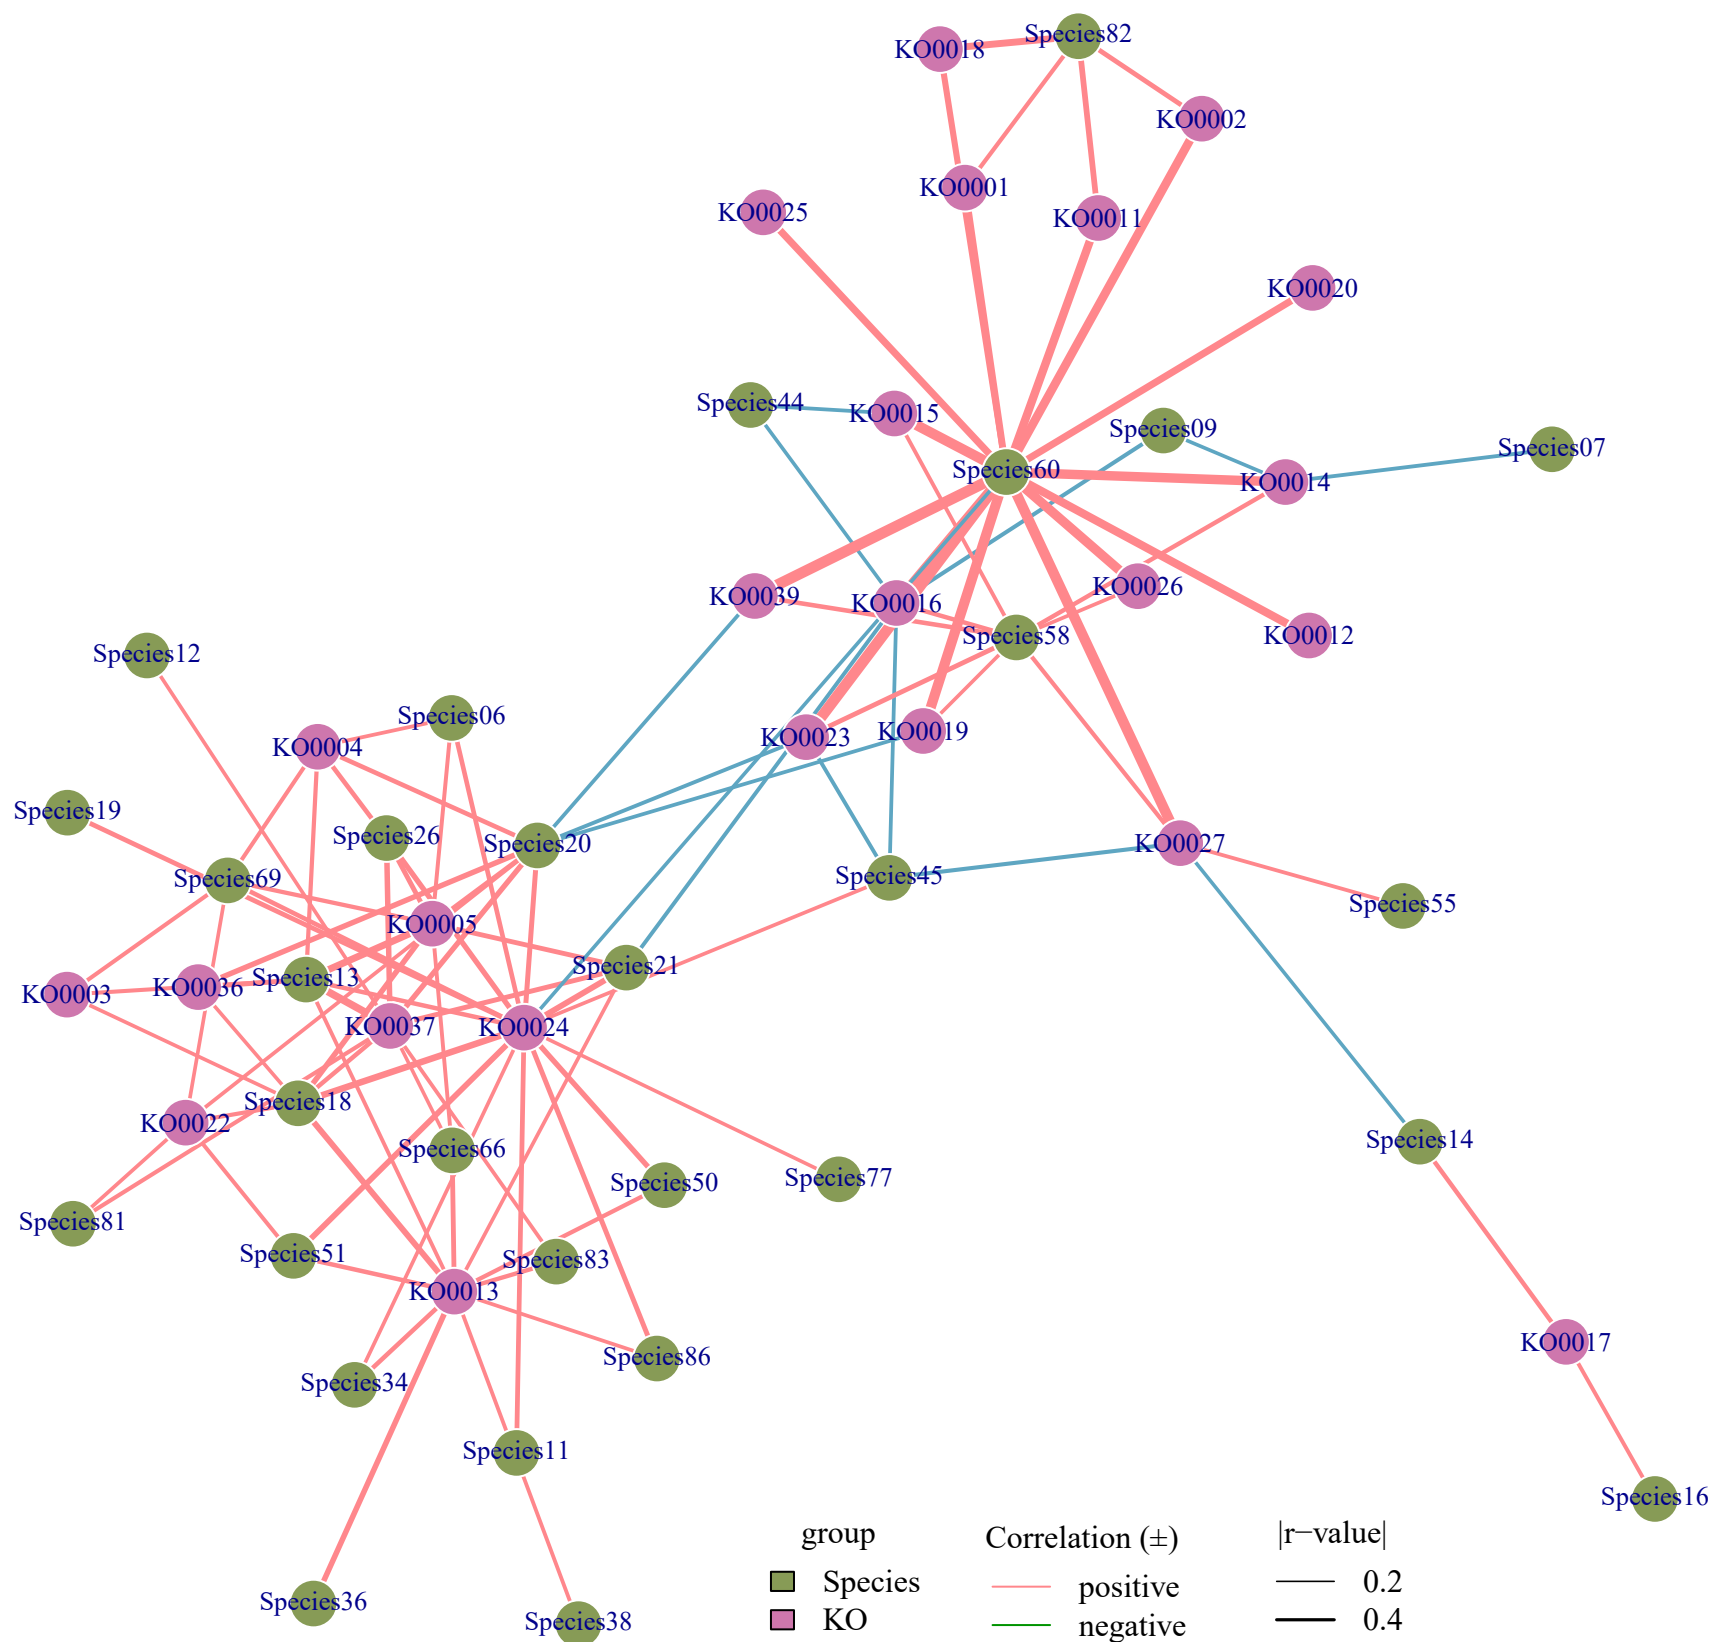 Species82
KO0018
KO0002
KO0001
KO0025
KO0011
KO0020
Species44
KO0015
Species09
Species07
Species60
KO0014
KO0026
KO0039
KO0016
Species58
KO0012
Species12
Species06
KO0004
KO0023
KO0019
Species19
Species26
Species20
KO0027
Species69
Species45
Species55
KO0005
Species21
Species13
KO0003
KO0036
KO0037
KO0024
Species18
KO0022
Species66
Species14
Species50
Species77
Species81
Species51
Species83
KO0013
KO0017
Species86
Species34
Species11
Species16
Species36
Species38
group
Species
KO
Correlation (±)
positive
negative
|r−value|
0.2
0.4